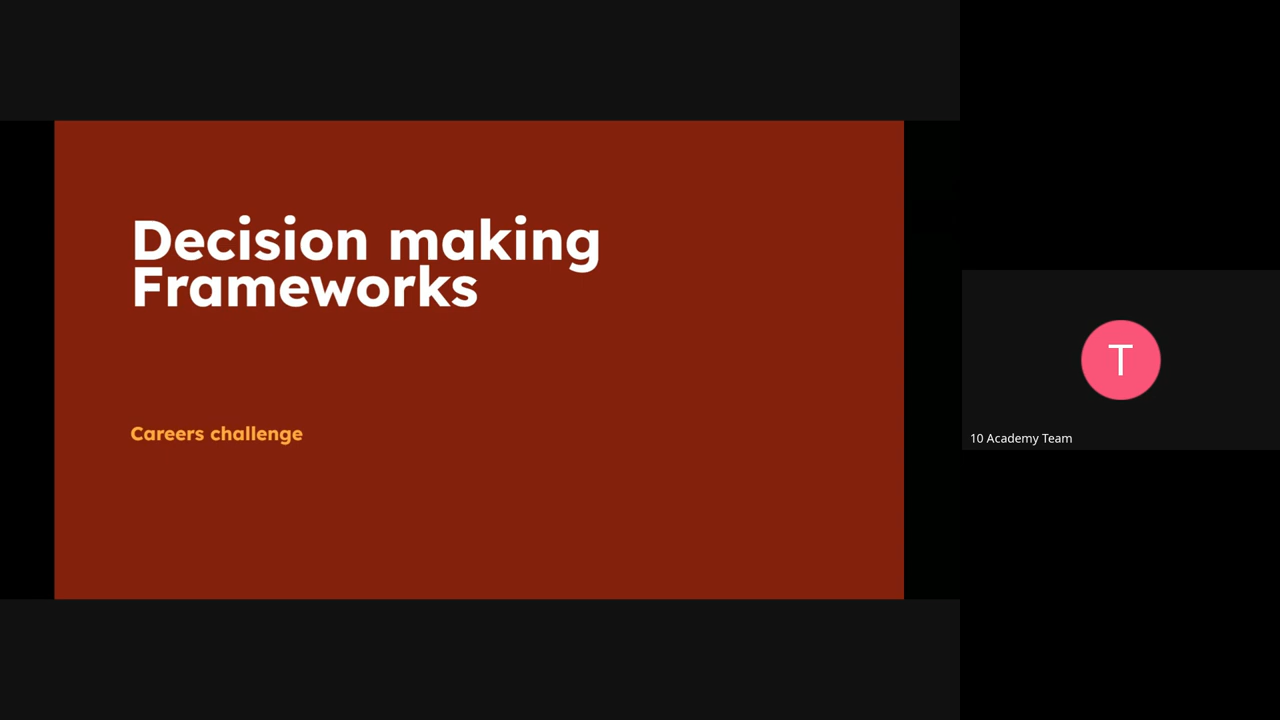 Decision making
Frameworks
Careers challenge
T
10 Academy Team